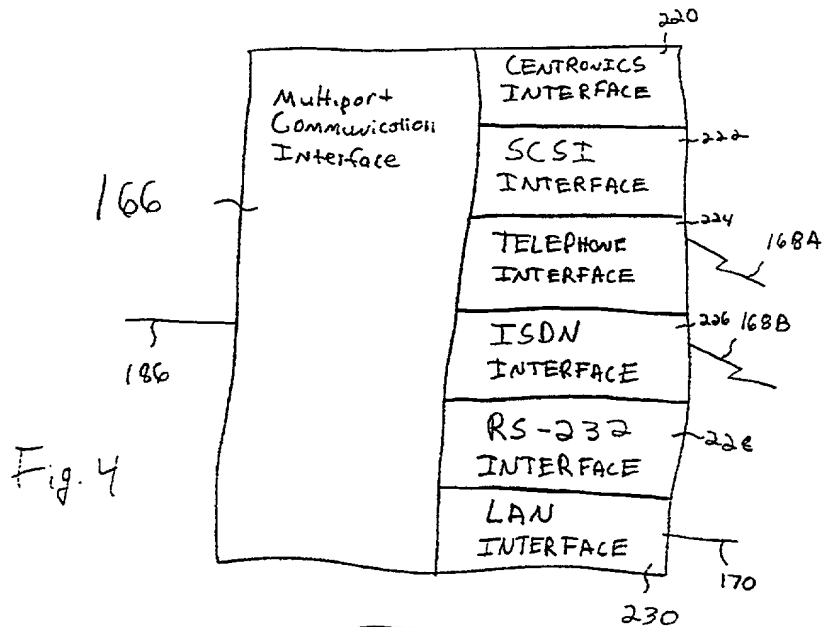 220
CENTRONICS
INTERFACE
Multiport
Communication
Interface
222
SCSI
INTERFACE
166
224
TELEPHONE
INTERFACE
168A
186
226
168B
ISDN
INTERFACE
RS-232
INTERFACE
228
Fig. 4
LAN
INTERFACE
170
230